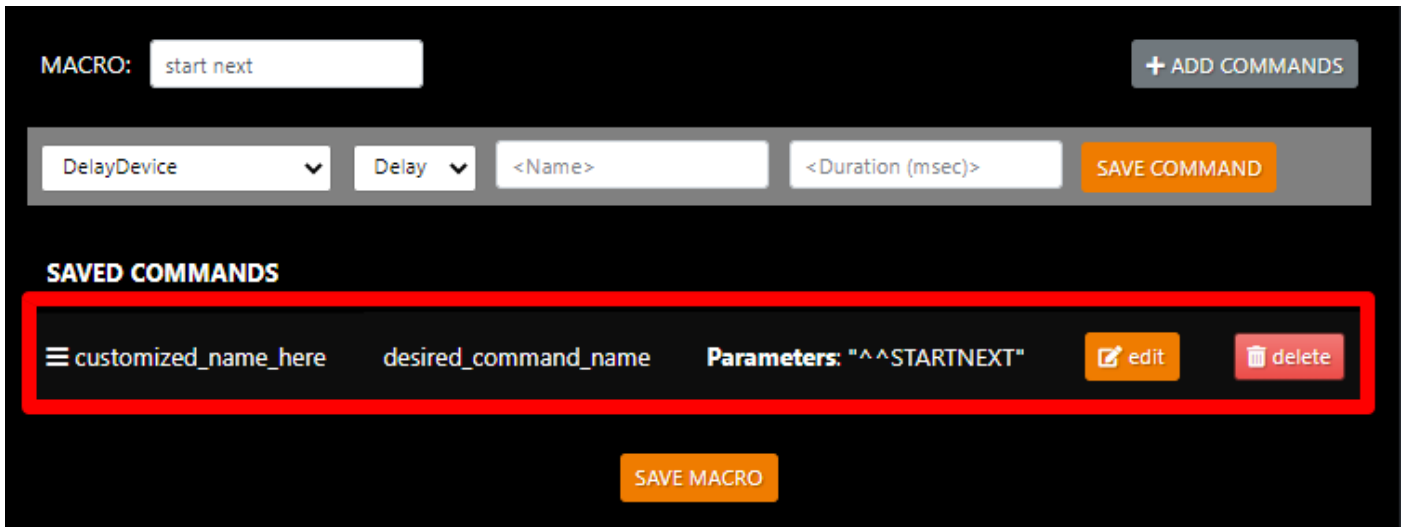 MACRO: start next + ADD COMMANDS
DelayDevice Delay <Name> <Duration (msec)> SAVE COMMAND
SAVED COMMANDS
customized_name_here desired_command_name Parameters: "^^STARTNEXT" edit delete
SAVE MACRO